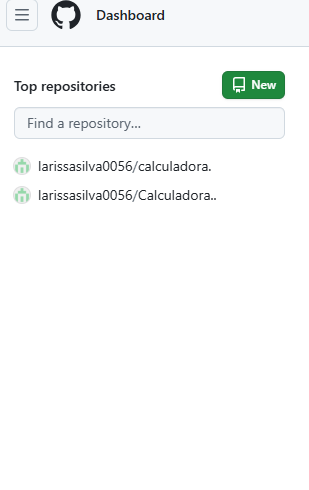 Dashboard
Top repositories
New
Find a repository...
larissasilva0056/calculadora.
larissasilva0056/Calculadora..